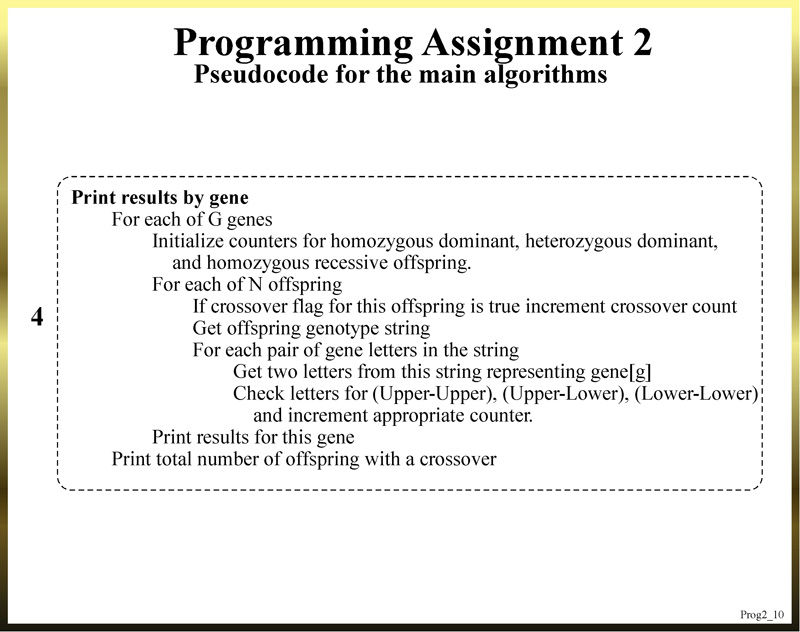 Programming Assignment 2
Pseudocode for the main algorithms
Print results by gene
For each of G genes
Initialize counters for homozygous dominant, heterozygous dominant,
and homozygous recessive offspring.
For each of N offspring
If crossover flag for this offspring is true increment crossover count
4
Get offspring genotype string
For each pair of gene letters in the string
Get two letters from this string representing gene[g]
Check letters for (Upper-Upper), (Upper-Lower), (Lower-Lower)
and increment appropriate counter.
Print results for this gene
Print total number of offspring with a crossover
Prog2_10